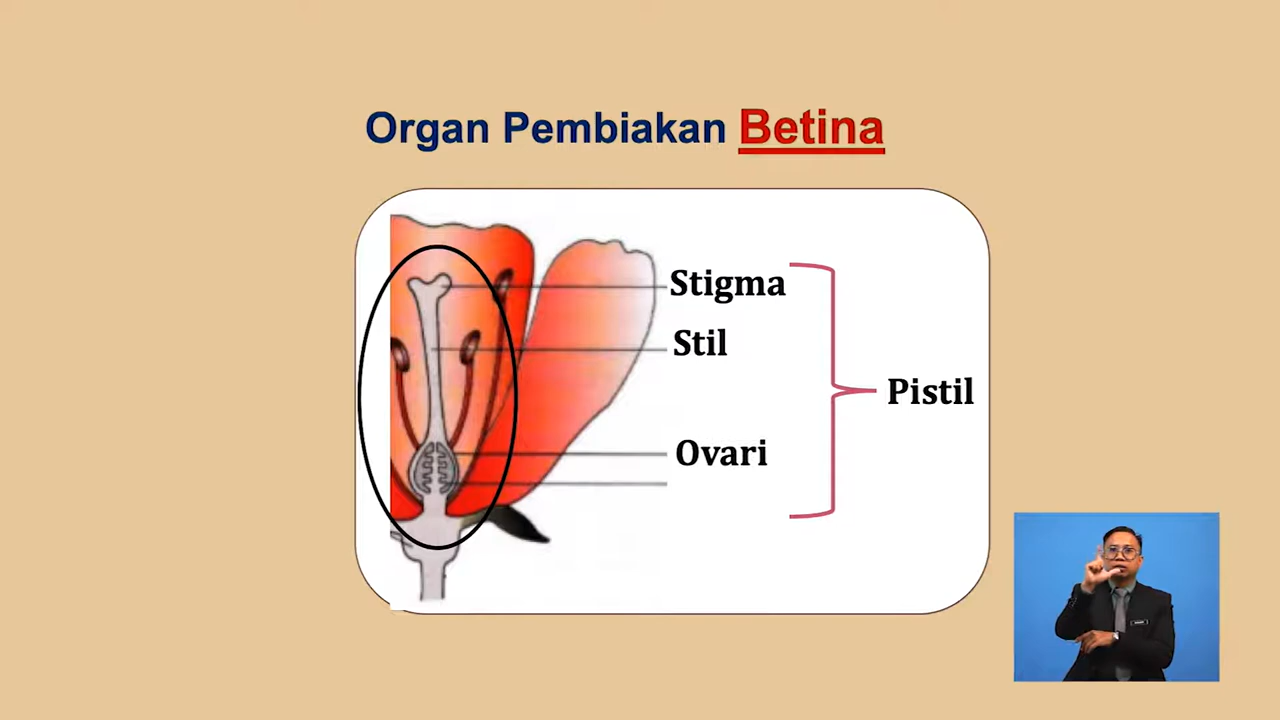 Organ Pembiakan Betina
Stigma
Stil
Ovari
Pistil